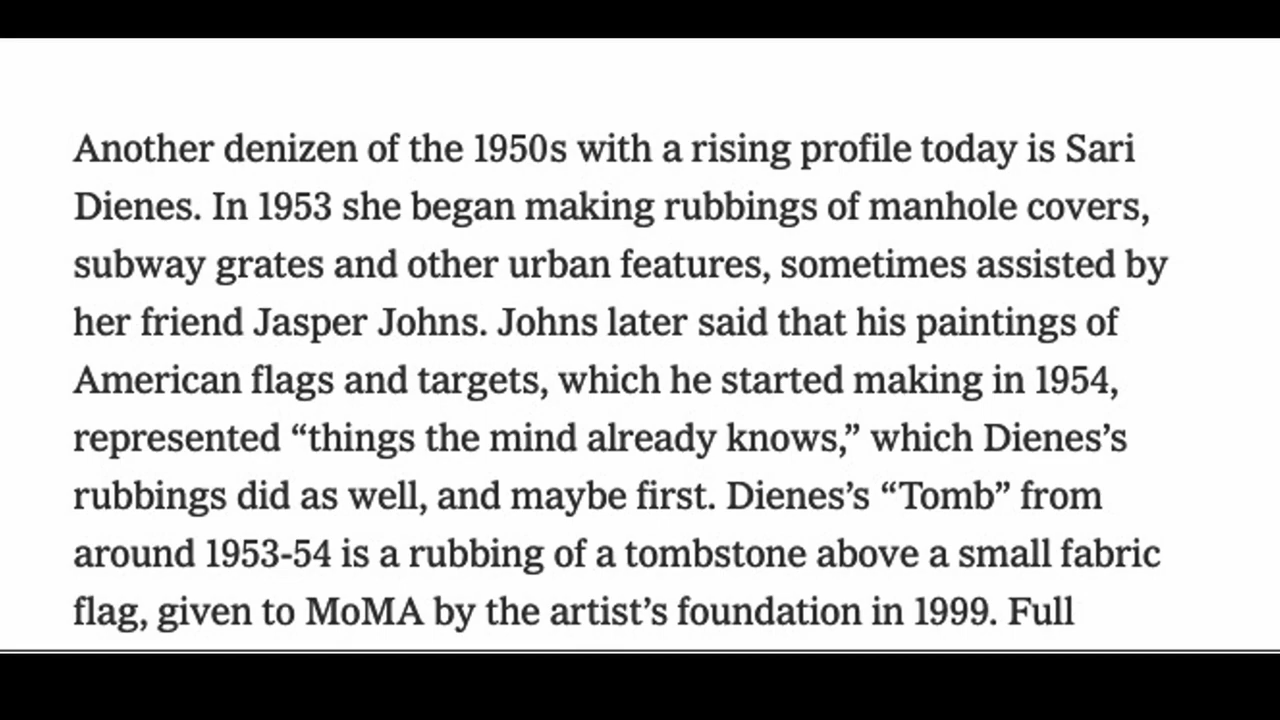 Another denizen of the 1950s with a rising profile today is Sari
Dienes. In 1953 she began making rubbings of manhole covers,
subway grates and other urban features, sometimes assisted by
her friend Jasper Johns. Johns later said that his paintings of
American flags and targets, which he started making in 1954,
represented “things the mind already knows,” which Dienes’s
rubbings did as well, and maybe first. Dienes’s “Tomb” from
around 1953-54 is a rubbing of a tombstone above a small fabric
flag, given to MoMA by the artist’s foundation in 1999. Full